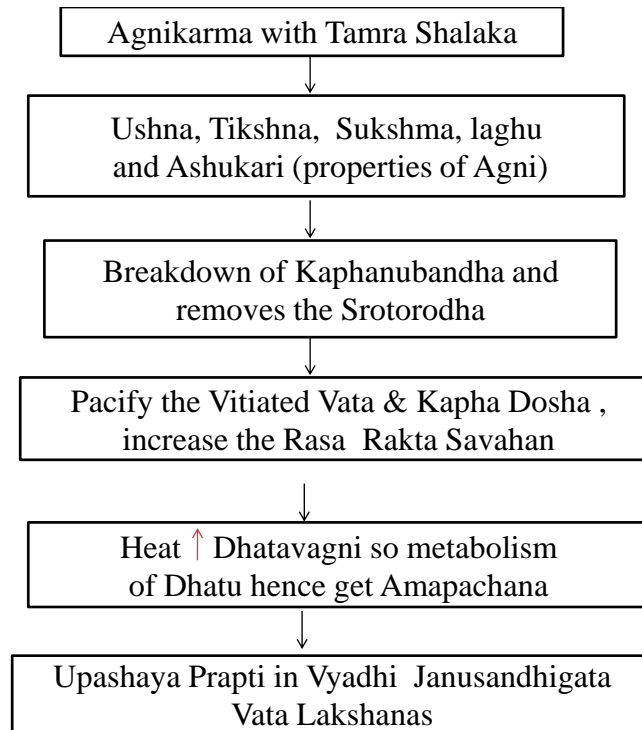 Agnikarma with Tamra Shalaka
Ushna, Tikshna, Sukshma, laghu
and Ashukari (properties of Agni)
Breakdown of Kaphanubandha and
removes the Srotorodha
Pacify the Vitiated Vata & Kapha Dosha ,
increase the Rasa Rakta Savahan
Heat ↑ Dhatavagni so metabolism
of Dhatu hence get Amapachana
Upashaya Prapti in Vyadhi Janusandhigata
Vata Lakshanas